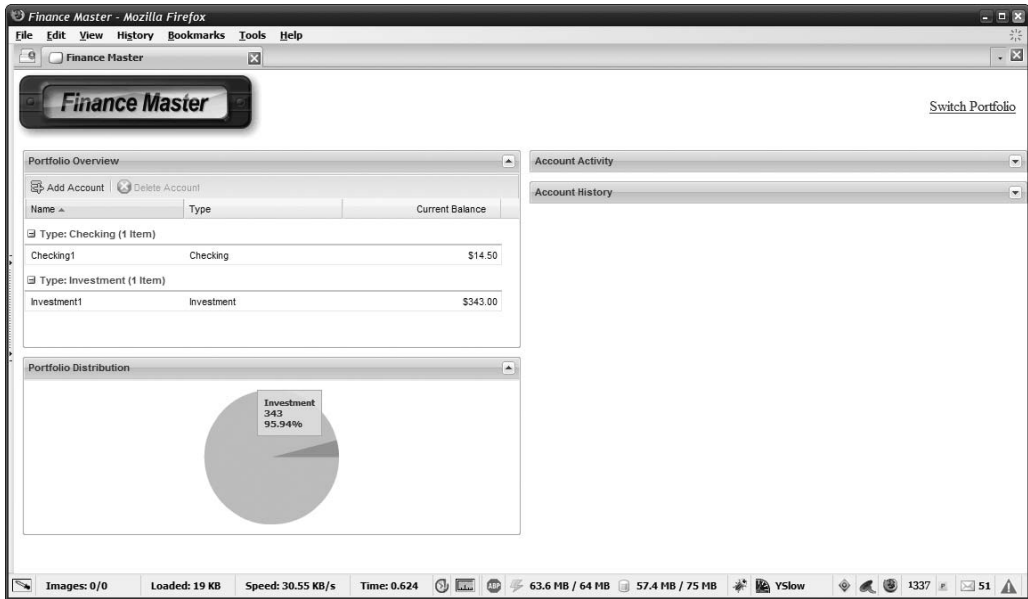 Finance Master - Mozilla Firefox
File Edit View History Bookmarks Tools Help
Finance Master
Finance Master
Switch Portfolio
Portfolio Overview
Add Account Delete Account
Name Type Current Balance
Type: Checking (1 Item)
Checking1 Checking $14.50
Type: Investment (1 Item)
Investment1 Investment $343.00
Portfolio Distribution
Investment
343
95.94%
Account Activity
Account History
Images: 0/0 Loaded: 19 KB Speed: 30.55 KB/s Time: 0.624 ABP 63.6 MB / 64 MB 57.4 MB / 75 MB YSlow 1337 51